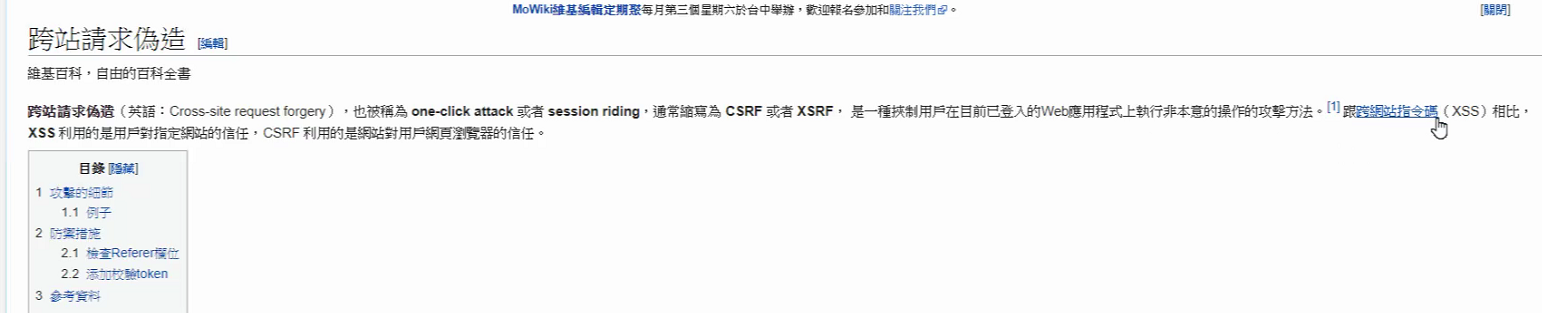 MoWiki維基編輯定期聚每月第三個星期六於台中舉辦，歡迎報名參加和關注我們。 [關閉]
跨站請求偽造 [編輯]
維基百科，自由的百科全書
跨站請求偽造（英語：Cross-site request forgery），也被稱為 one-click attack 或者 session riding，通常縮寫為 CSRF 或者 XSRF， 是一種挾制用戶在目前已登入的Web應用程式上執行非本意的操作的攻擊方法。[1] 跟跨網站指令碼（XSS）相比，
XSS 利用的是用戶對指定網站的信任，CSRF 利用的是網站對用戶網頁瀏覽器的信任。
目錄 [隱藏]
1 攻擊的細節
1.1 例子
2 防禦措施
2.1 檢查Referer欄位
2.2 添加校驗token
3 參考資料